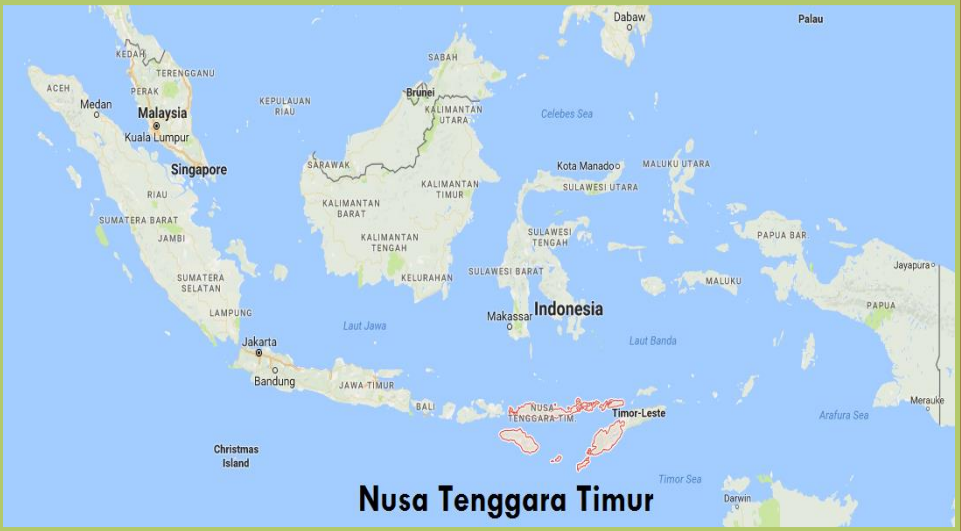 Dabaw
Palau
KEDAH
SABAH
TERENGGANU
ACEH
PERAK
Brunei
Medan
KEPULAUAN
RIAU
Malaysia
KALIMANTAN
UTARA
Celebes Sea
Kuala Lumpur
Singapore
SARAWAK
Kota Manado
MALUKU UTARA
KALIMANTAN
TIMUR
SULAWESI UTARA
RIAU
KALIMANTAN
BARAT
SUMATERA BARAT
JAMBI
SULAWESI
TENGAH
PAPUA BAR.
KALIMANTAN
TENGAH
Jayapura
SUMATERA
SELATAN
KELURAHAN
SULAWESI BARAT
MALUKU
PAPUA
LAMPUNG
Makassar
Indonesia
Laut Jawa
Jakarta
Laut Banda
Bandung
JAWA TIMUR
BALI
NUSA
TENGGARA TIM.
Timor-Leste
Merauke
Arafura Sea
Christmas
Island
Timor Sea
Darwin
Nusa Tenggara Timur